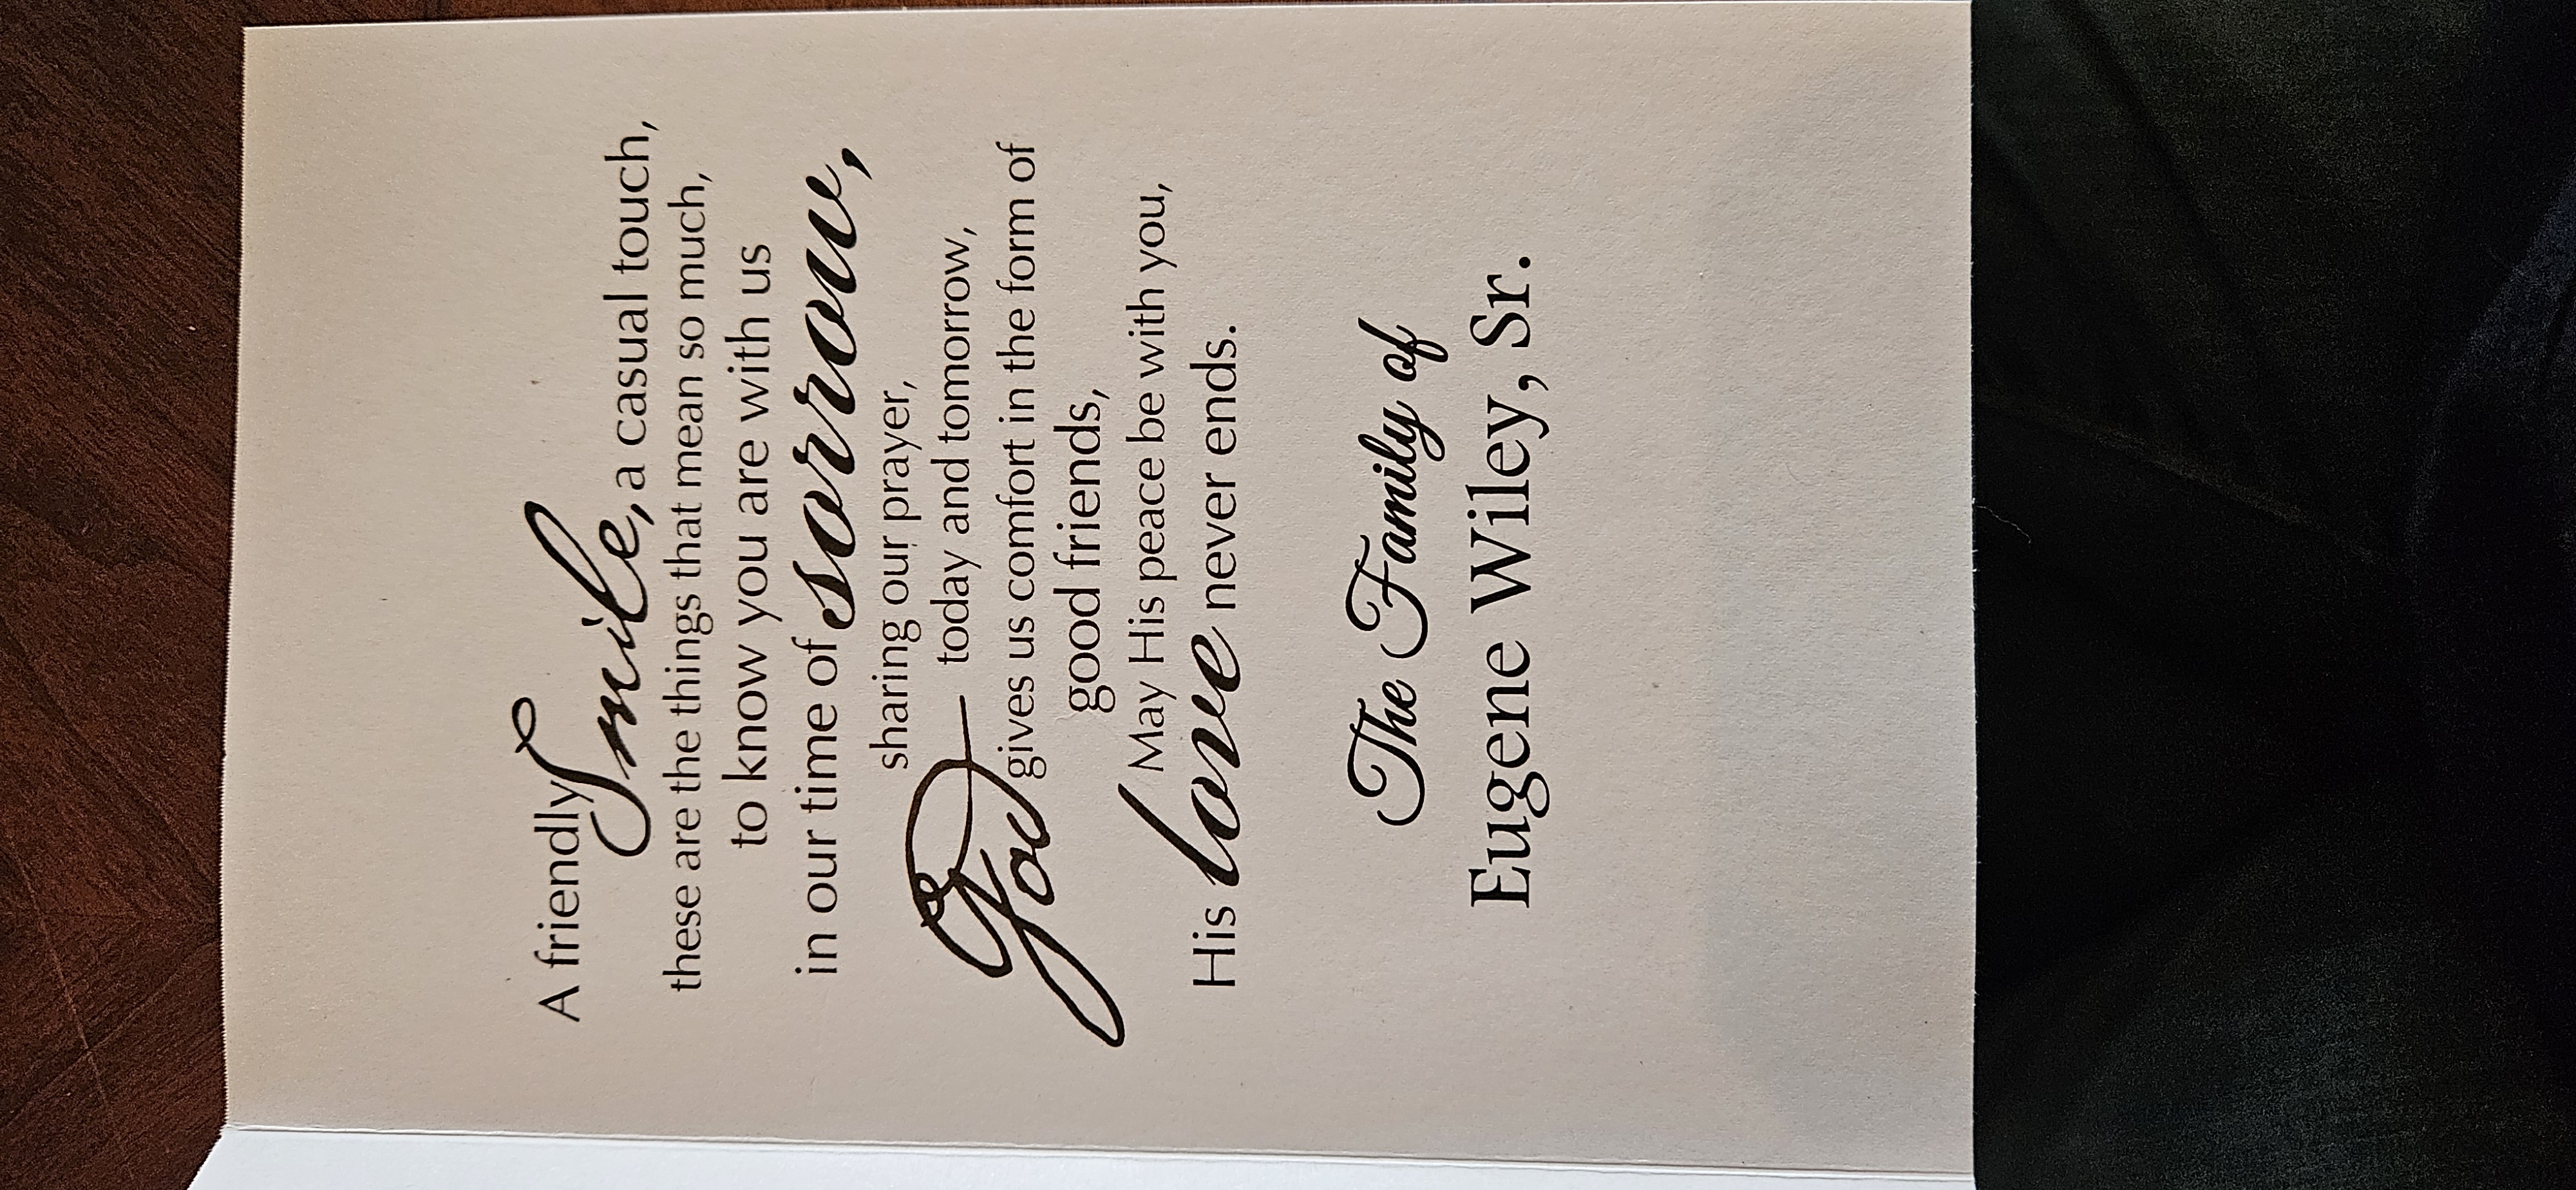 A friendly Smile, a casual touch,
these are the things that mean so much,
to know you are with us
in our time of sorrow,
sharing our prayer,
today and tomorrow,
God gives us comfort in the form of
good friends,
May His peace be with you,
His love never ends.
The Family of
Eugene Wiley, Sr.